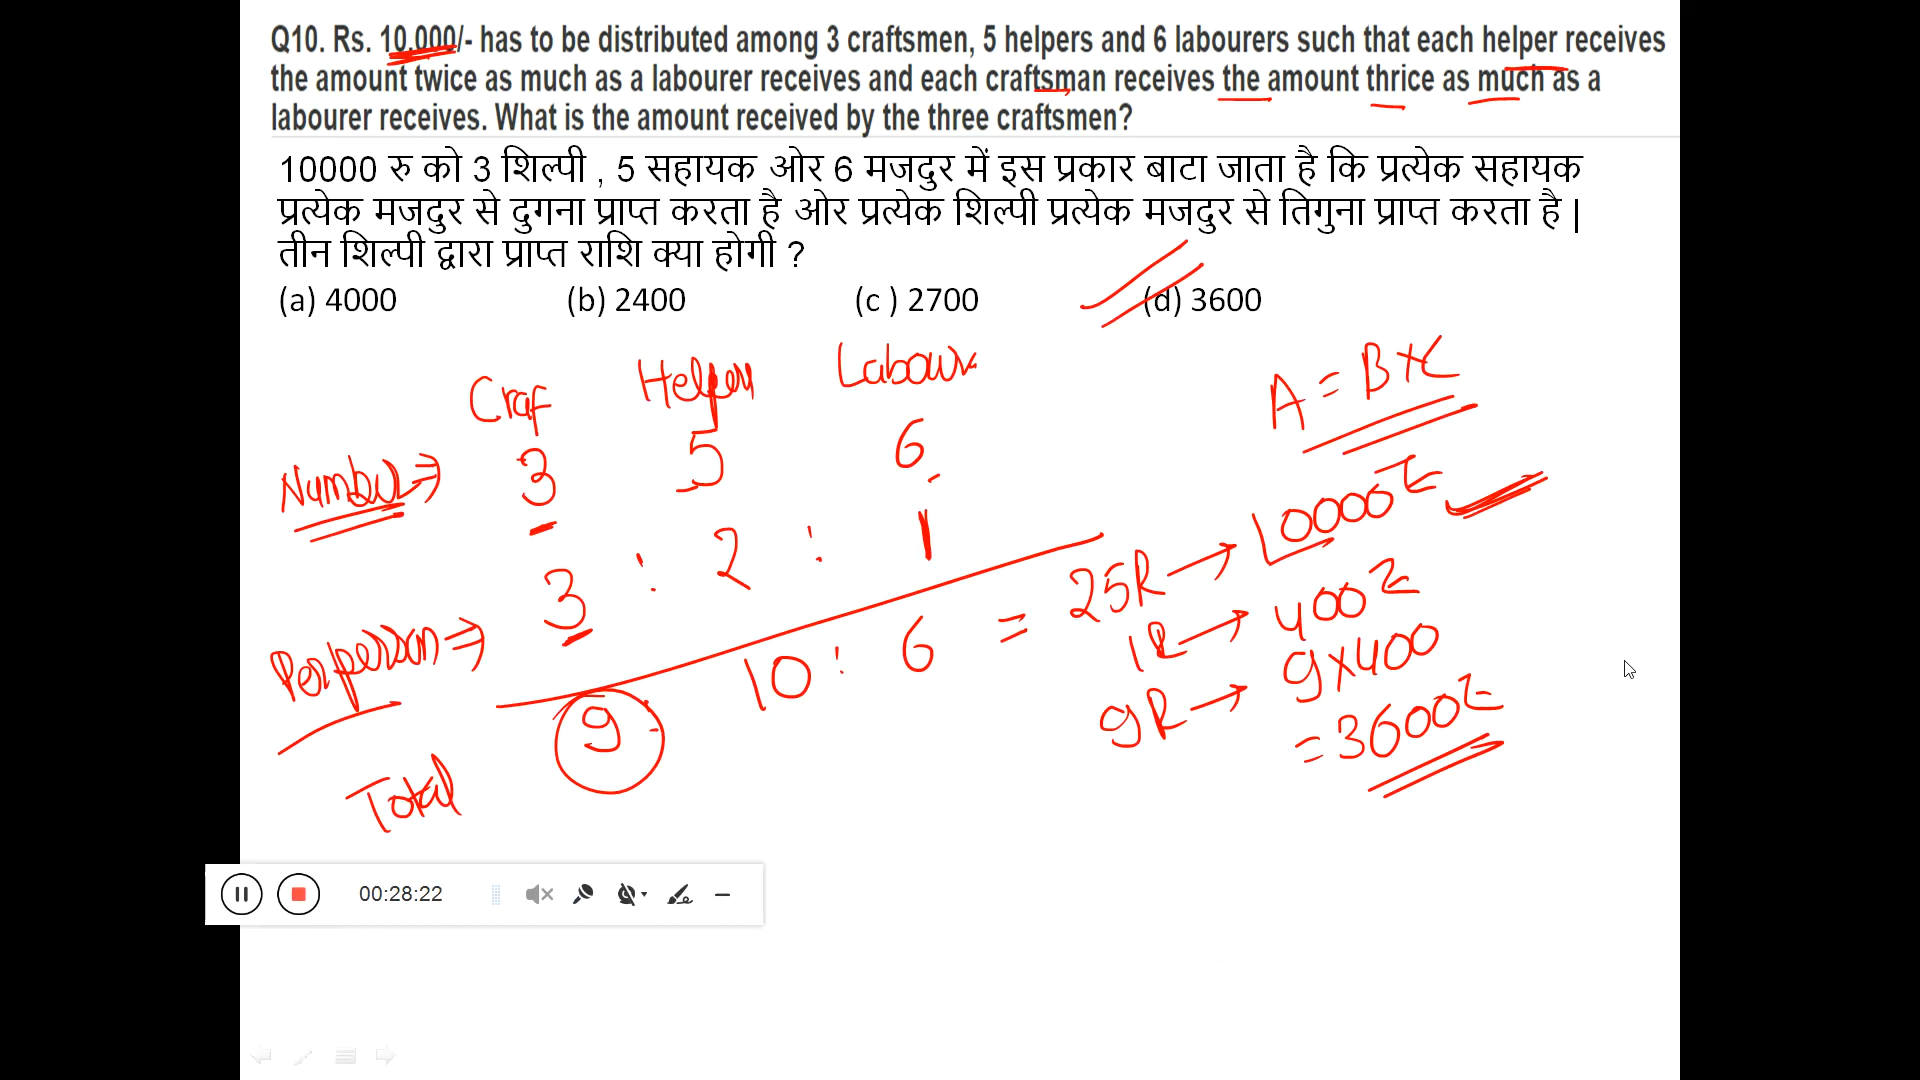 Q10. Rs. 10,000/- has to be distributed among 3 craftsmen, 5 helpers and 6 labourers such that each helper receives
the amount twice as much as a labourer receives and each craftsman receives the amount thrice as much as a
labourer receives. What is the amount received by the three craftsmen?
10000 रु को 3 शिल्पी , 5 सहायक ओर 6 मजदुर में इस प्रकार बाटा जाता है कि प्रत्येक सहायक
प्रत्येक मजदुर से दुगना प्राप्त करता है ओर प्रत्येक शिल्पी प्रत्येक मजदुर से तिगुना प्राप्त करता है |
तीन शिल्पी द्वारा प्राप्त राशि क्या होगी ?
(a) 4000 (b) 2400 (c ) 2700 (d) 3600
Craf Helper Labour
A = B + C
Number ⇒ 3 5 6
Per person ⇒ 3 : 2 : 1
Total 9 10 : 6 = 25R → 10000₹
1R → 400₹
9R → 9×400
= 3600₹
00:28:22